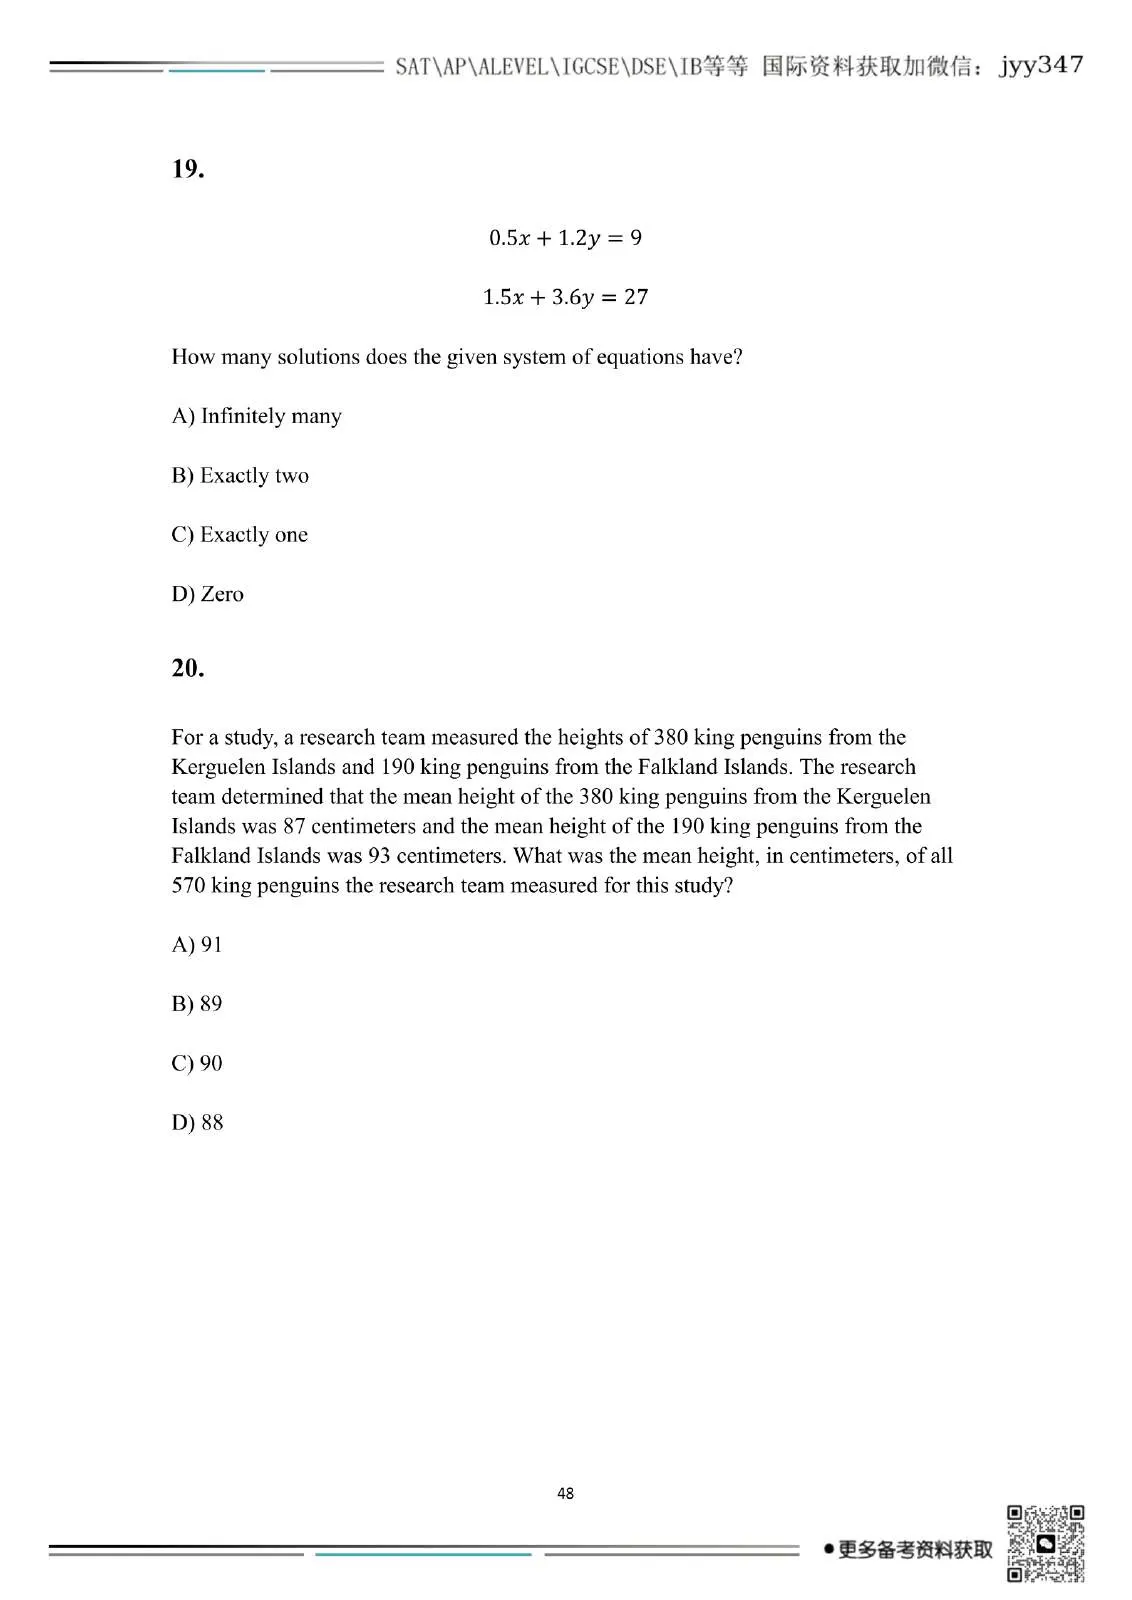 SAT\AP\ALEVEL\IGCSE\DSE\IB等等 国际资料获取加微信：jyy347
19.
0.5x + 1.2y = 9
1.5x + 3.6y = 27
How many solutions does the given system of equations have?
A) Infinitely many
B) Exactly two
C) Exactly one
D) Zero
20.
For a study, a research team measured the heights of 380 king penguins from the
Kerguelen Islands and 190 king penguins from the Falkland Islands. The research
team determined that the mean height of the 380 king penguins from the Kerguelen
Islands was 87 centimeters and the mean height of the 190 king penguins from the
Falkland Islands was 93 centimeters. What was the mean height, in centimeters, of all
570 king penguins the research team measured for this study?
A) 91
B) 89
C) 90
D) 88
48
●更多备考资料获取